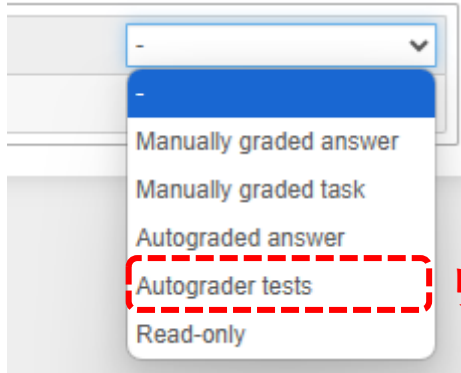 -
-
Manually graded answer
Manually graded task
Autograded answer
Autograder tests
Read-only